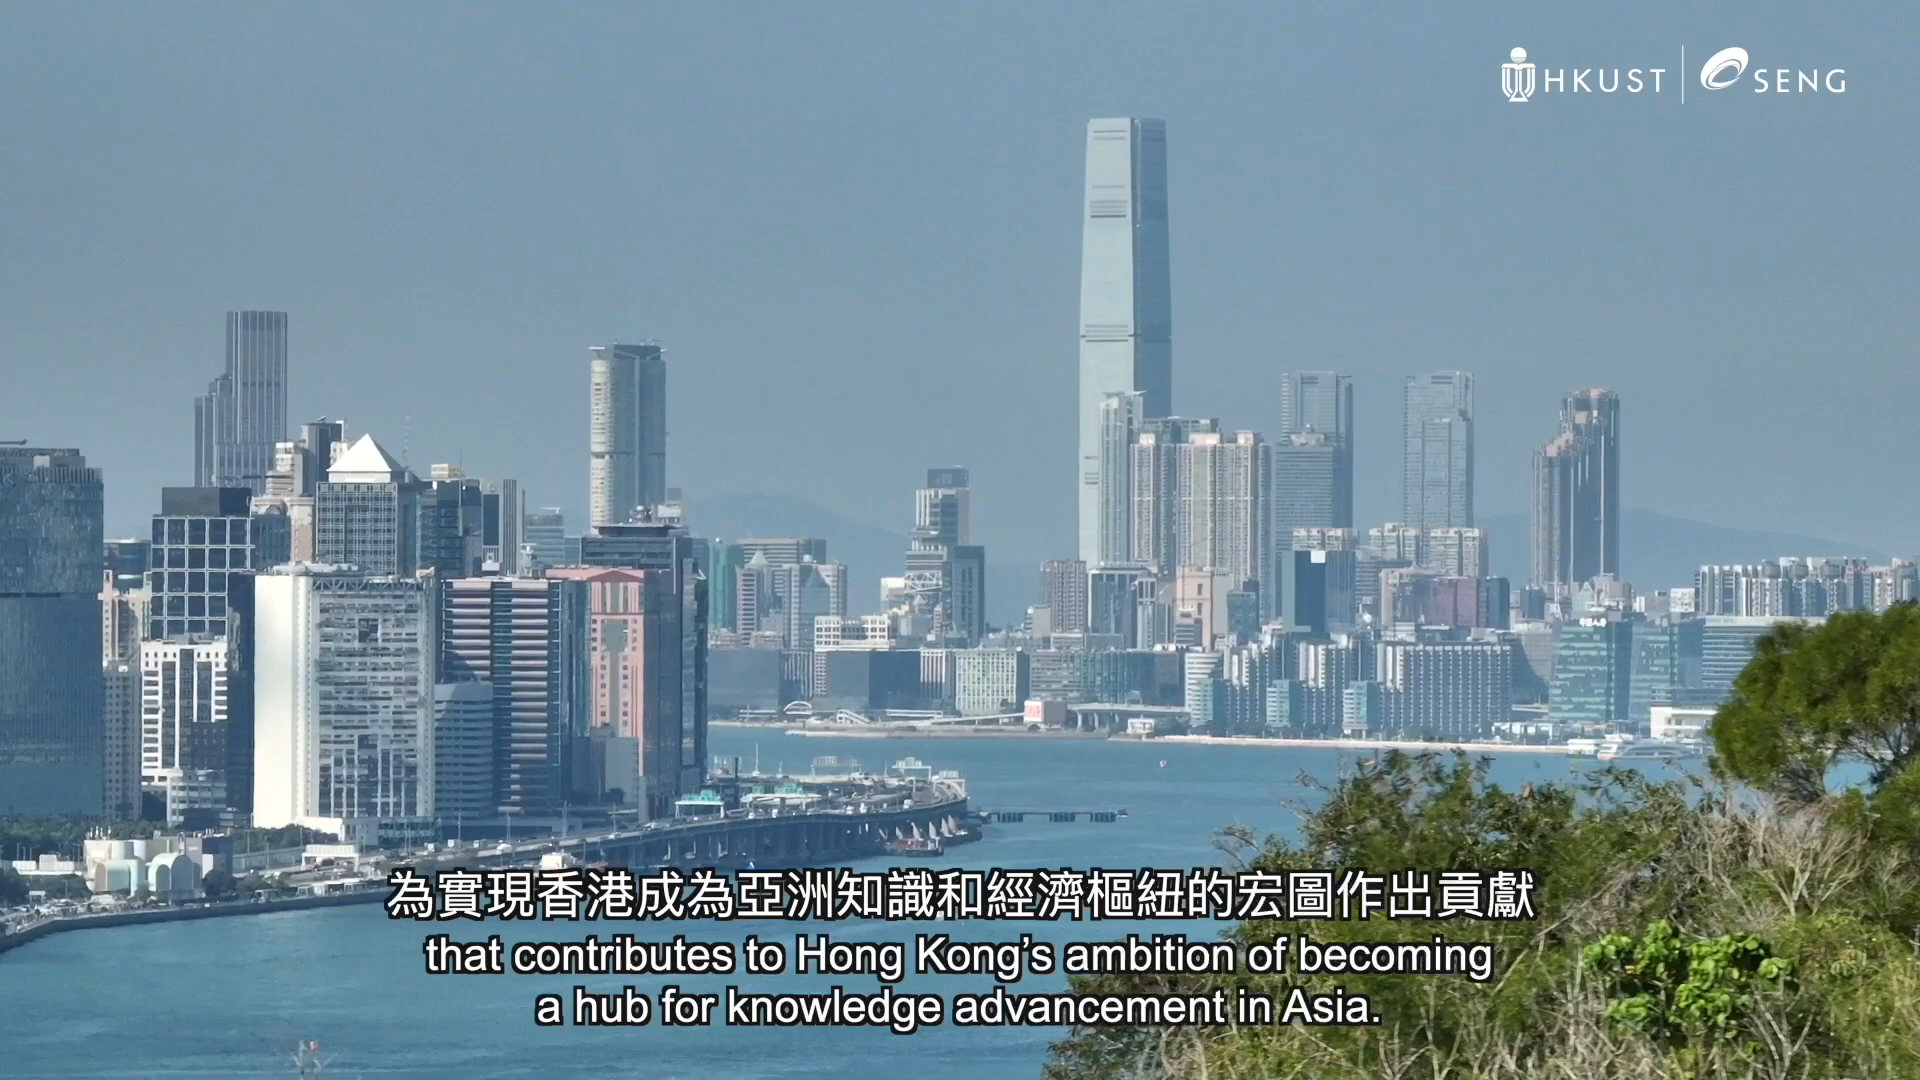 HKUST | SENG
為實現香港成為亞洲知識和經濟樞紐的宏圖作出貢獻
that contributes to Hong Kong’s ambition of becoming
a hub for knowledge advancement in Asia.